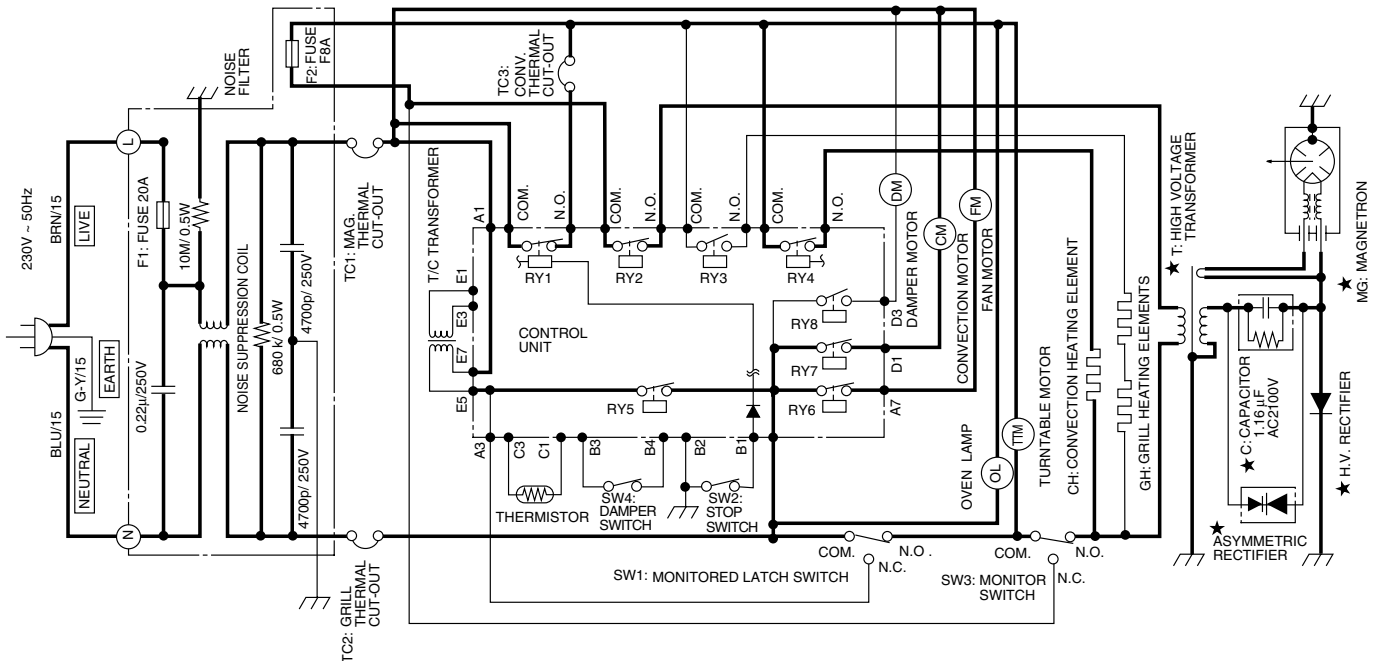 230V ~ 50Hz
BRN/15
LIVE
BLU/15
NEUTRAL
G-Y/15
EARTH
L
N
F1: FUSE 20A
0.22µ/250V
10M/ 0.5W
NOISE
FILTER
NOISE SUPPRESSION COIL
680 k/ 0.5W
4700p/ 250V
4700p/ 250V
F2: FUSE
F8A
TC1: MAG.
THERMAL
CUT-OUT
TC2: GRILL
THERMAL
CUT-OUT
TC3:
CONV.
THERMAL
CUT-OUT
T/C TRANSFORMER
A1
E1
E3
E7
E5
CONTROL
UNIT
COM.
N.O.
RY1
COM.
N.O.
RY2
COM.
N.O.
RY3
COM.
N.O.
RY4
RY8
RY7
RY5
RY6
D3
D1
A7
A3
C3
C1
B3
B4
B2
B1
THERMISTOR
SW4:
DAMPER
SWITCH
SW2:
STOP
SWITCH
DM
DAMPER MOTOR
CM
CONVECTION MOTOR
FM
FAN MOTOR
OL
OVEN LAMP
TTM
TURNTABLE MOTOR
CH: CONVECTION HEATING ELEMENT
GH: GRILL HEATING ELEMENTS
COM.
N.O .
N.C.
SW1: MONITORED LATCH SWITCH
COM.
N.O.
N.C.
SW3: MONITOR
SWITCH
★ T: HIGH VOLTAGE
TRANSFORMER
★ C: CAPACITOR
1.16 µF
AC2100V
★
ASYMMETRIC
RECTIFIER
★ H.V. RECTIFIER
★
MG: MAGNETRON